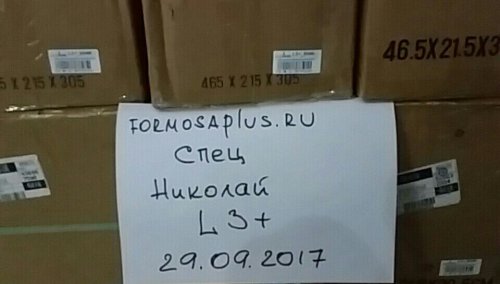 46.5X21.5X3
5 X 215 X 305
465 X 215 X 305
FORMOSAPLUS.RU
Спец
Николай
L3+
29.09.2017